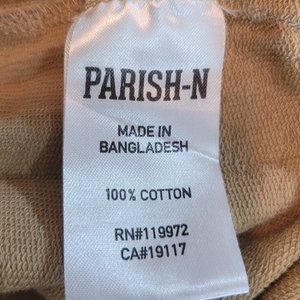 PARISH-N
MADE IN
BANGLADESH
100% COTTON
RN#119972
CA#19117